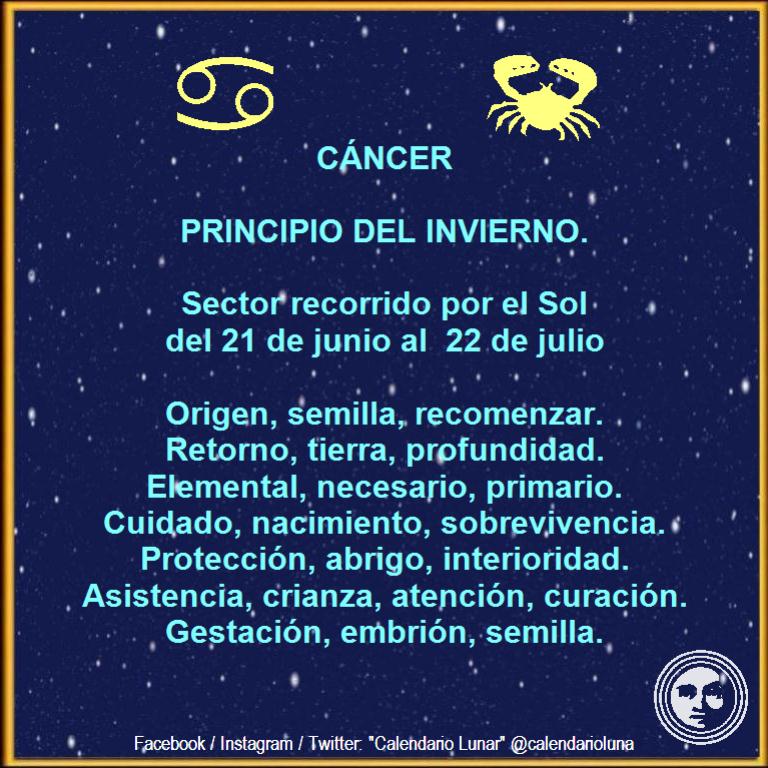 CÁNCER
PRINCIPIO DEL INVIERNO.
Sector recorrido por el Sol
del 21 de junio al  22 de julio
Origen, semilla, recomenzar.
Retorno, tierra, profundidad.
Elemental, necesario, primario.
Cuidado, nacimiento, sobrevivencia.
Protección, abrigo, interioridad.
Asistencia, crianza, atención, curación.
Gestación, embrión, semilla.
Facebook / Instagram / Twitter: "Calendario Lunar" @calendarioluna